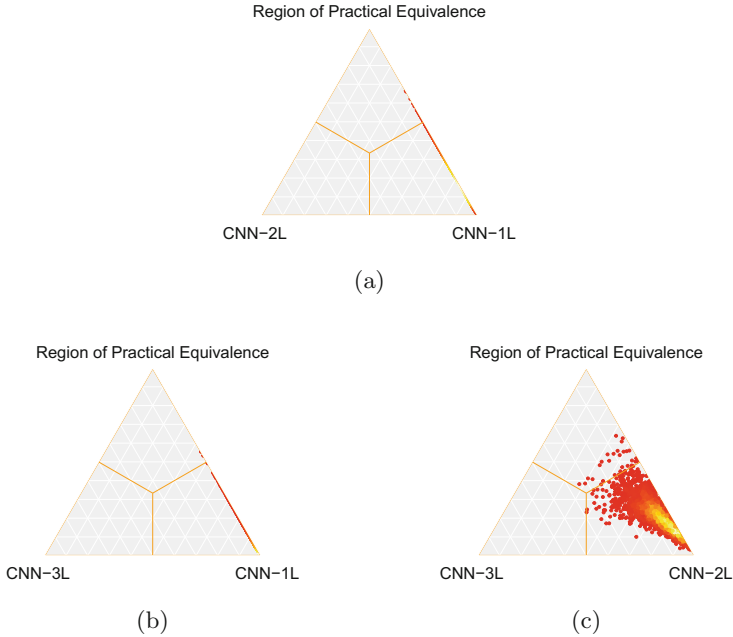 Region of Practical Equivalence
CNN−2L CNN−1L
(a)
Region of Practical Equivalence Region of Practical Equivalence
CNN−3L CNN−1L CNN−3L CNN−2L
(b) (c)